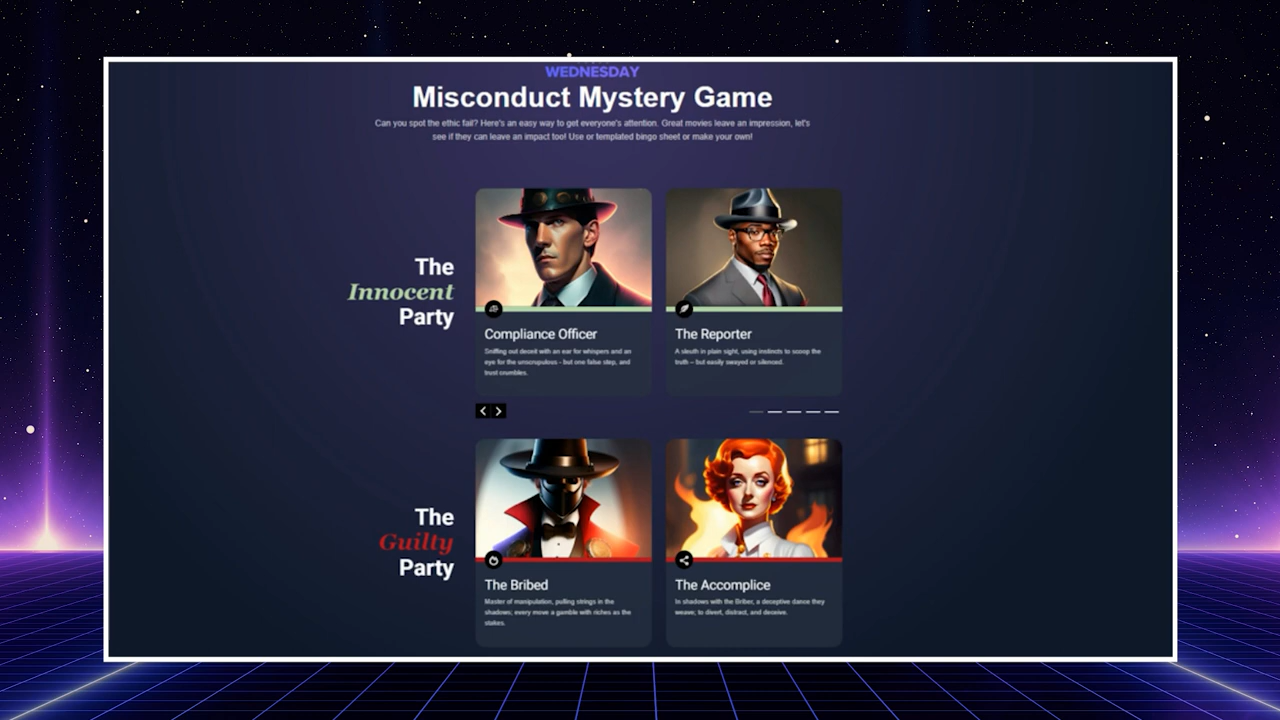 WEDNESDAY
Misconduct Mystery Game
Can you spot the ethic fail? Here's an easy way to get everyone's attention. Great movies leave an impression, let's
see if they can leave an impact too! Use or templated bingo sheet or make your own!
The
Innocent
Party
Compliance Officer
Sniffing out deceit with an ear for whispers and an
eye for the unscrupulous - but one false step, and
trust crumbles.
The Reporter
A sleuth in plain sight, using instincts to scoop the
truth – but easily swayed or silenced.
The
Guilty
Party
The Bribed
Master of manipulation, pulling strings in the
shadows; every move a gamble with riches as the
stakes.
The Accomplice
In shadows with the Briber, a deceptive dance they
weave; to divert, distract, and deceive.